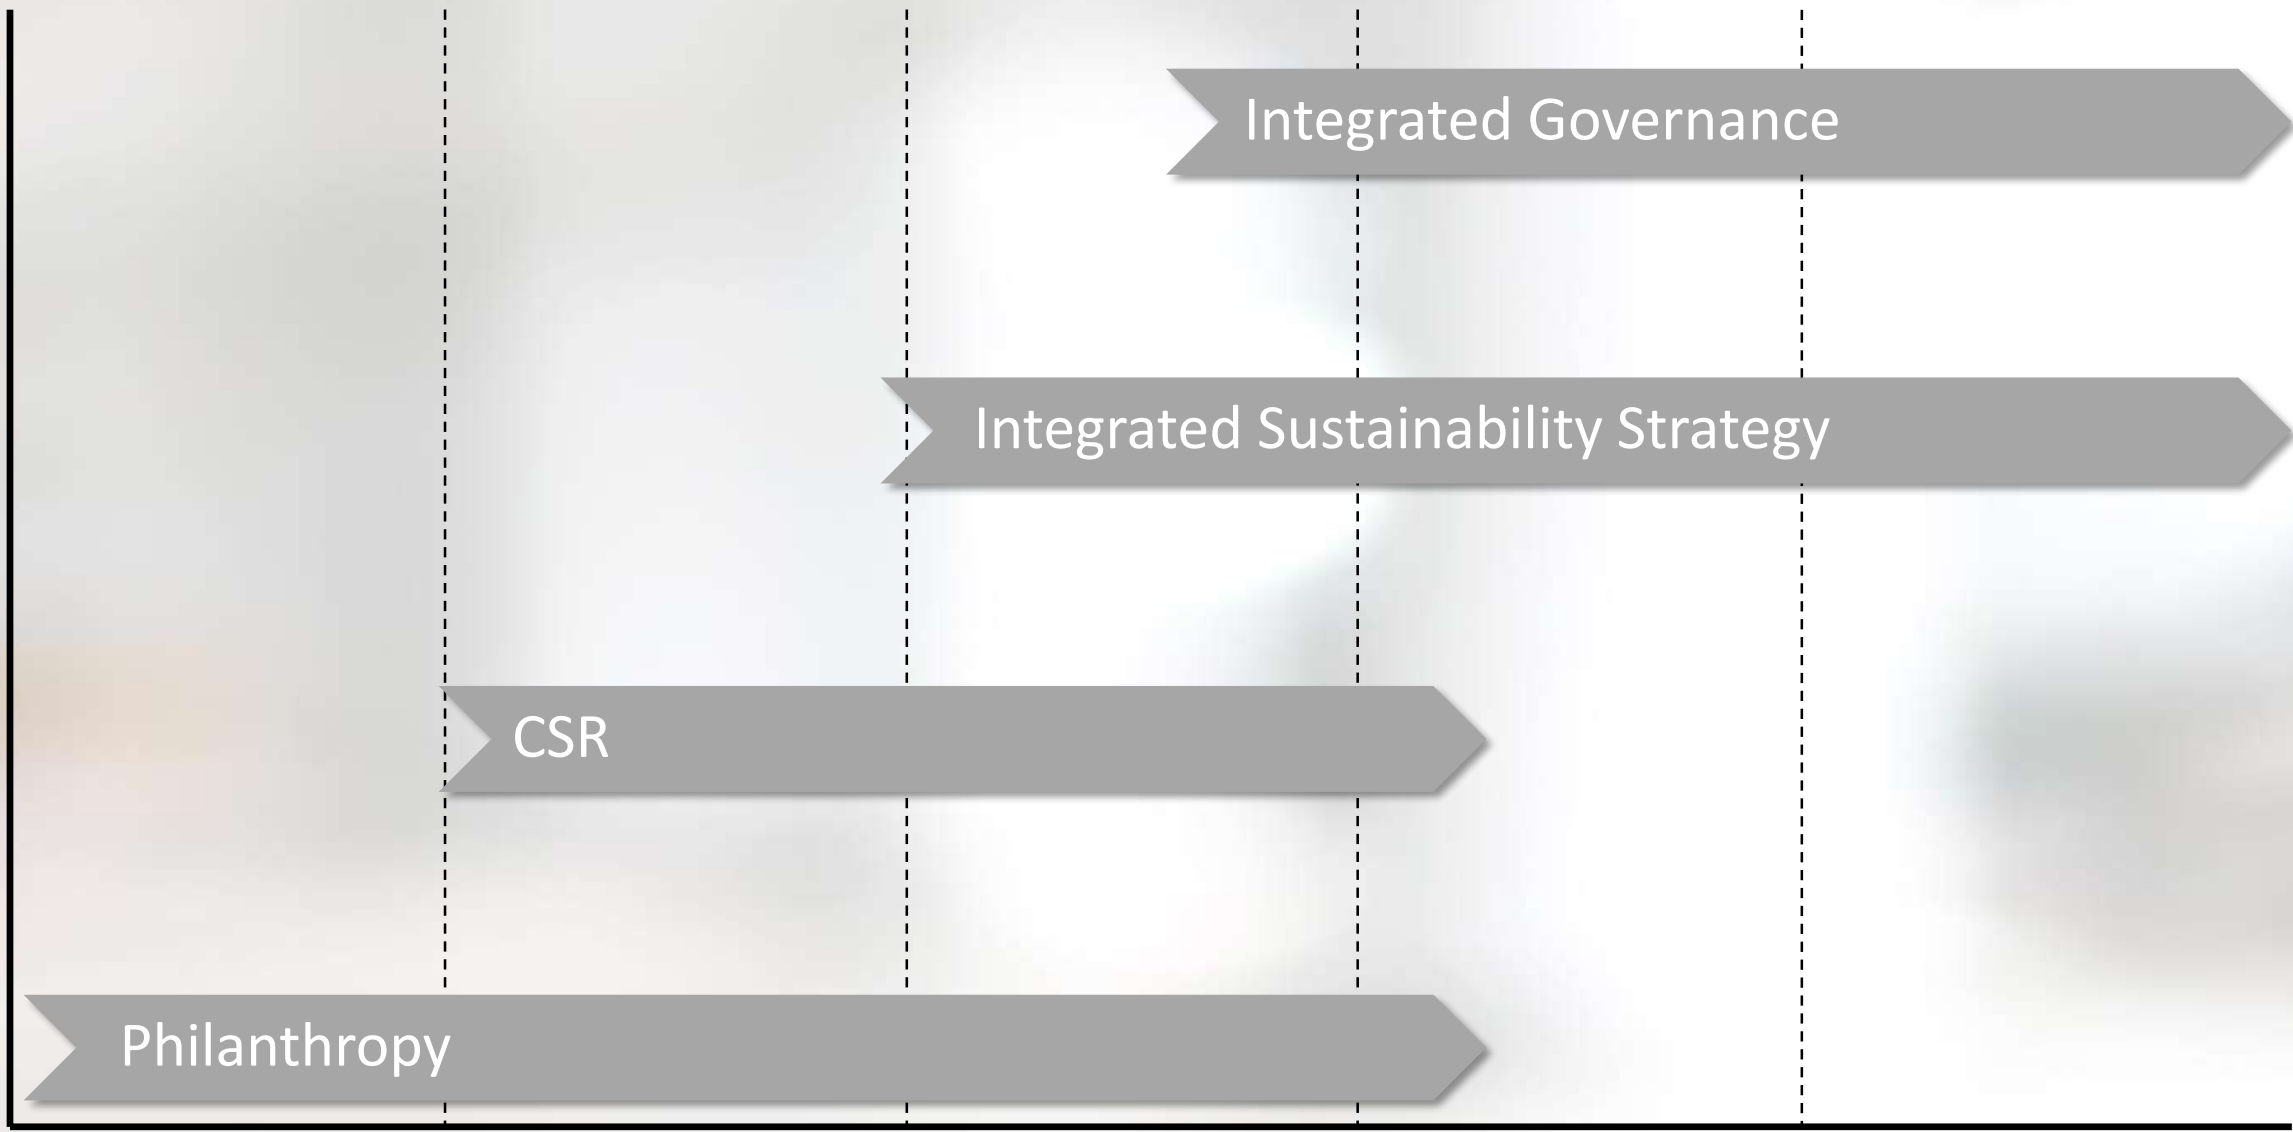 Integrated Governance
Integrated Sustainability Strategy
CSR
Philanthropy